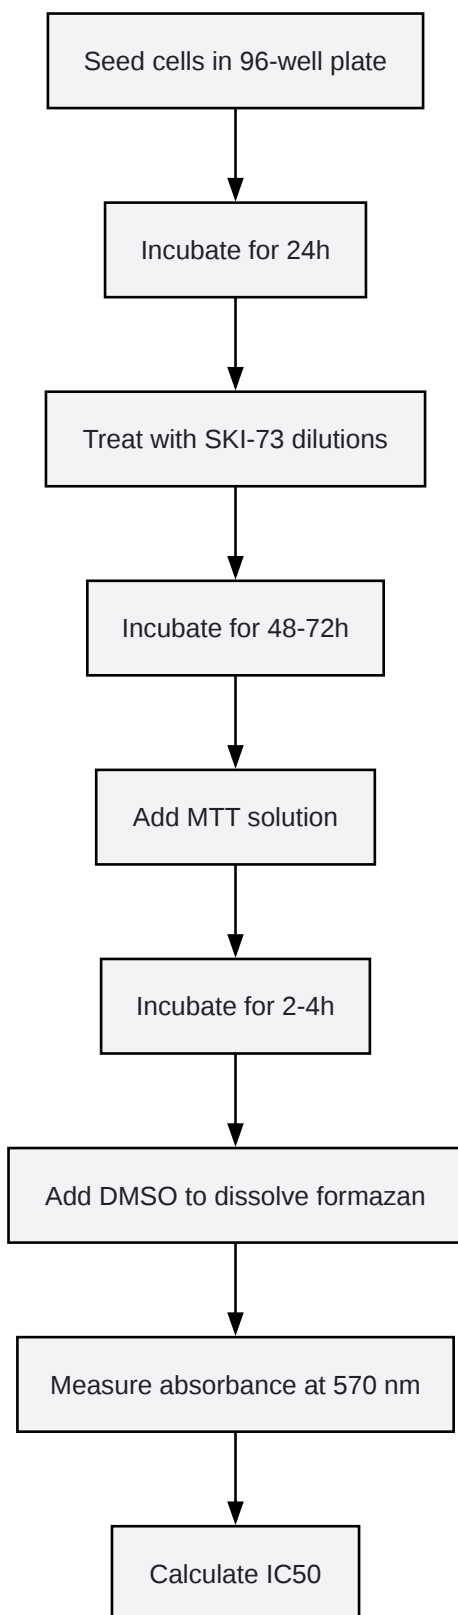 Seed cells in 96-well plate
Incubate for 24h
Treat with SKI-73 dilutions
Incubate for 48-72h
Add MTT solution
Incubate for 2-4h
Add DMSO to dissolve formazan
Measure absorbance at 570 nm
Calculate IC50